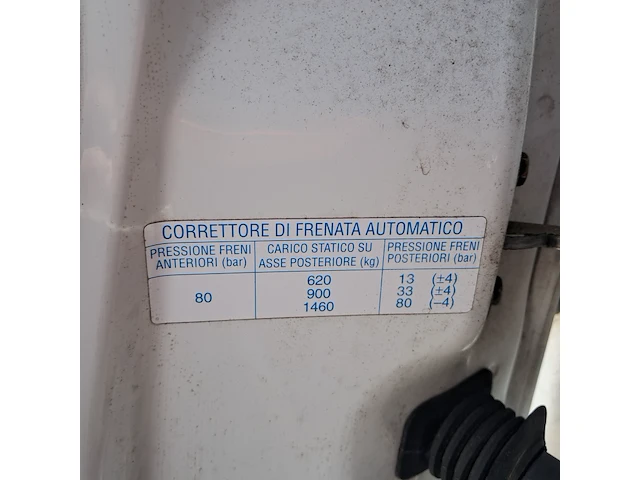 CORRETTORE DI FRENATA AUTOMATICO
PRESSIONE FRENI ANTERIORI (bar) CARICO STATICO SU ASSE POSTERIORE (kg) PRESSIONE FRENI POSTERIORI (bar)
620 13 (±4)
80 900 33 (±4)
1460 80 (–4)